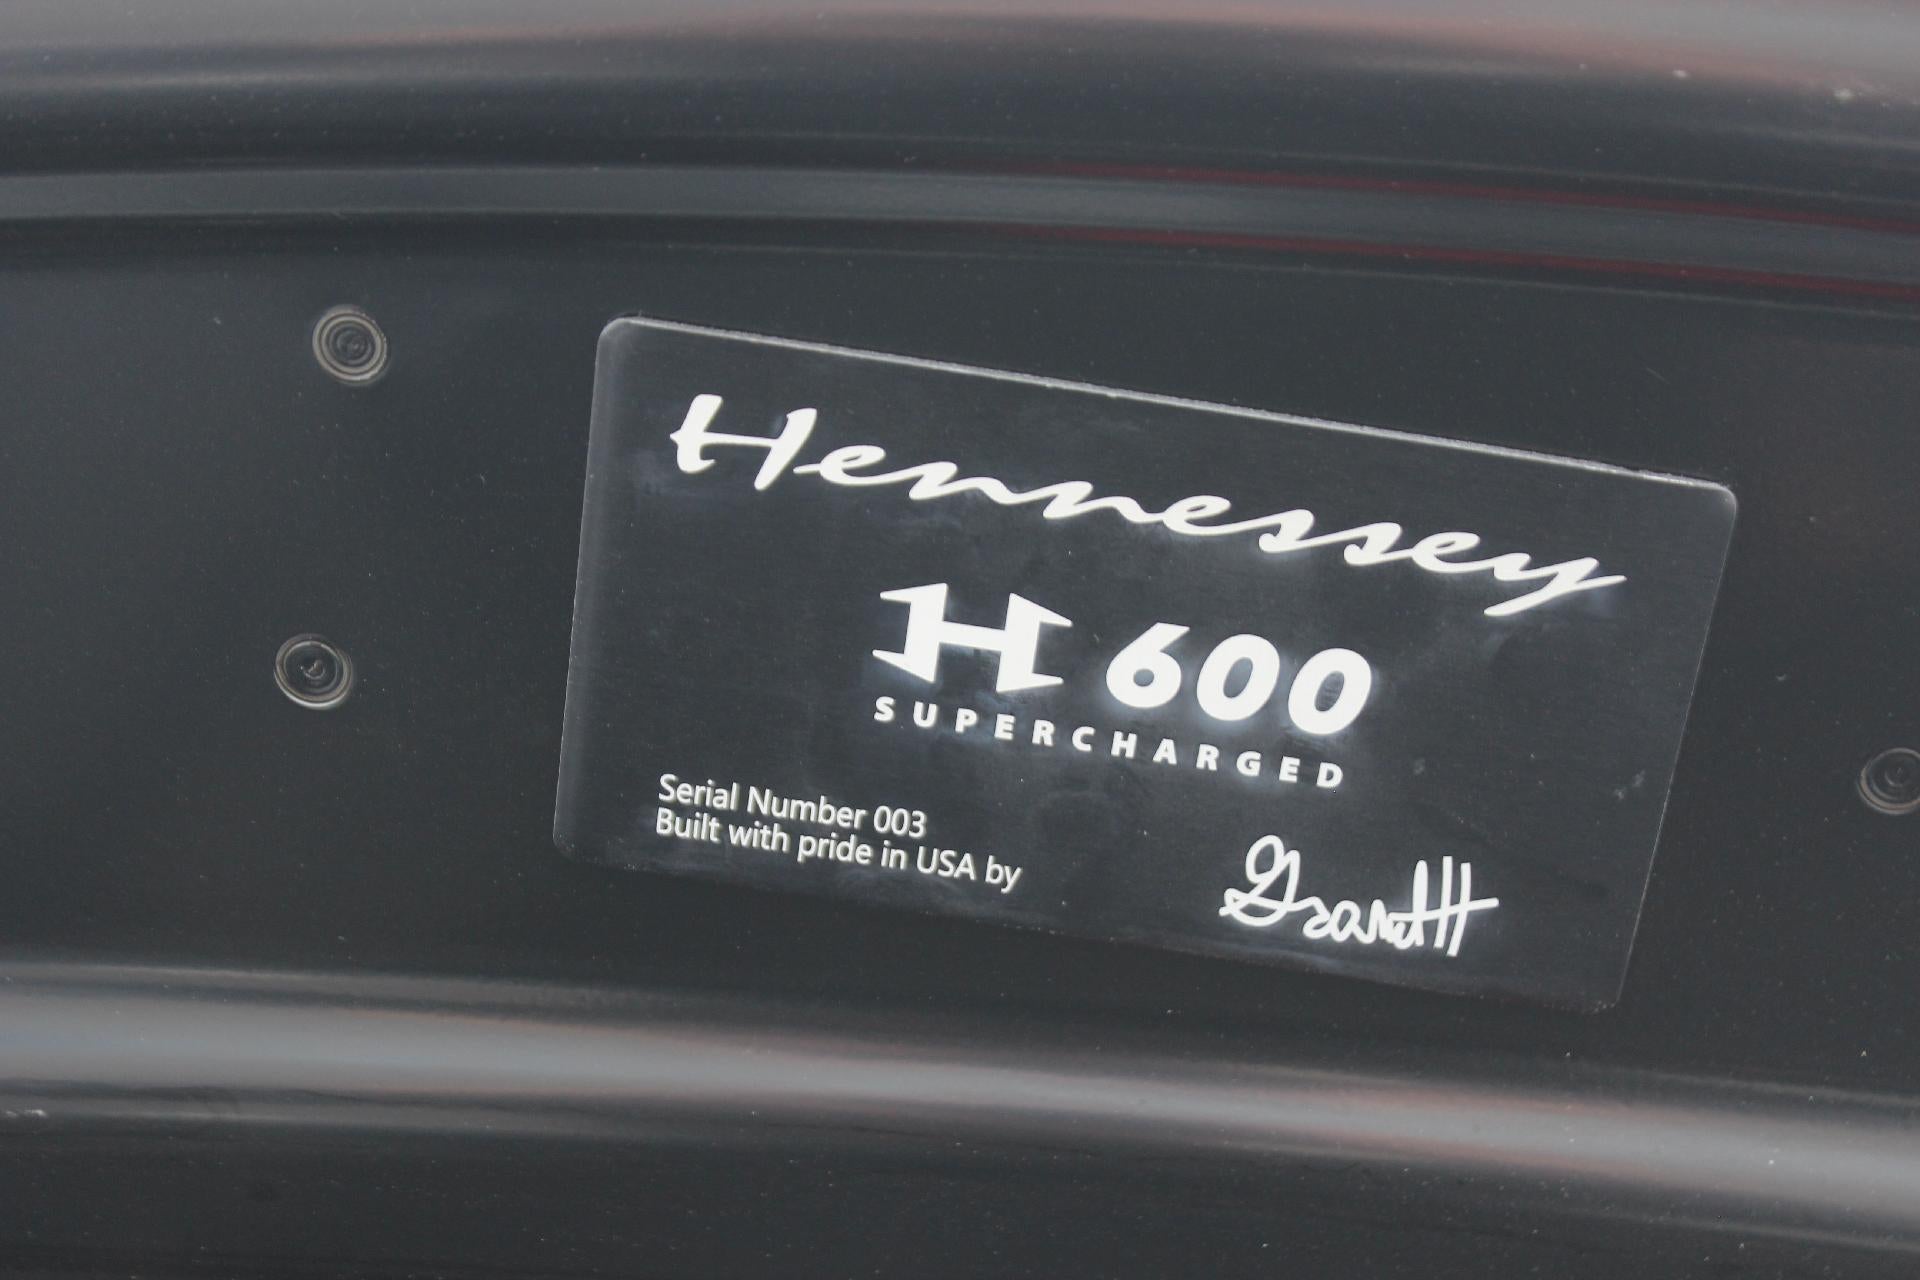 Hennessey
H 600
SUPERCHARGED
Serial Number 003
Built with pride in USA by